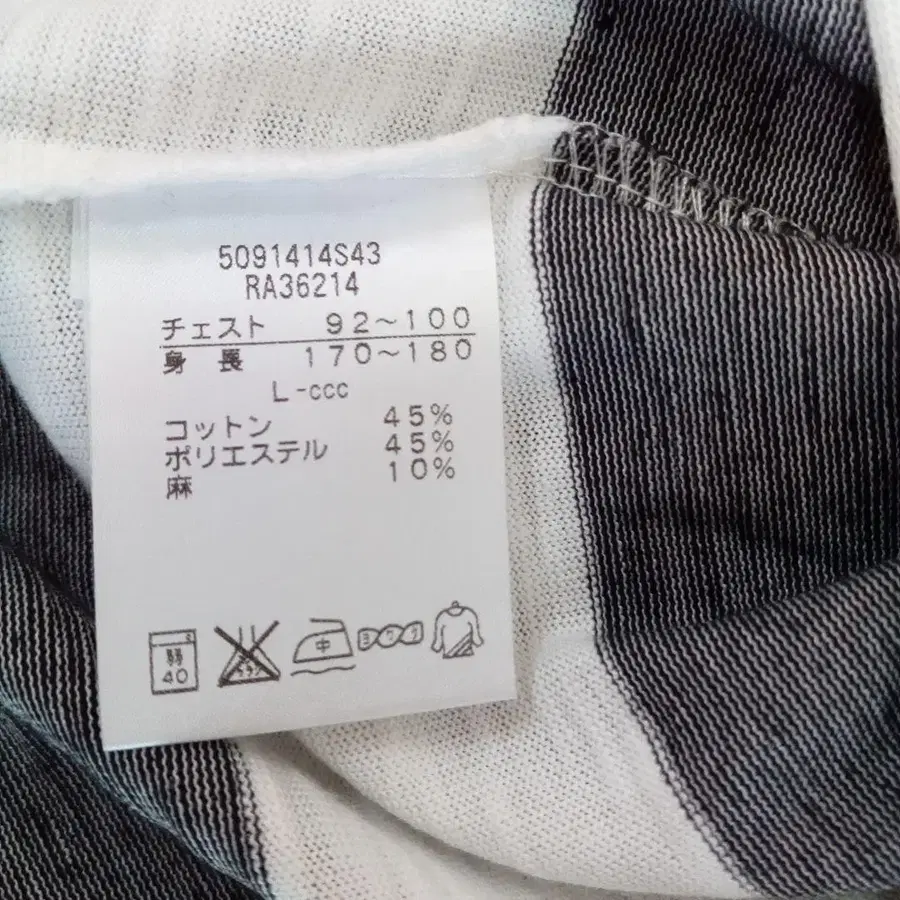 5091414S43
RA36214
チェスト 92～100
身長 170～180
L-ccc
コットン 45%
ポリエステル 45%
麻 10%
弱 40 中